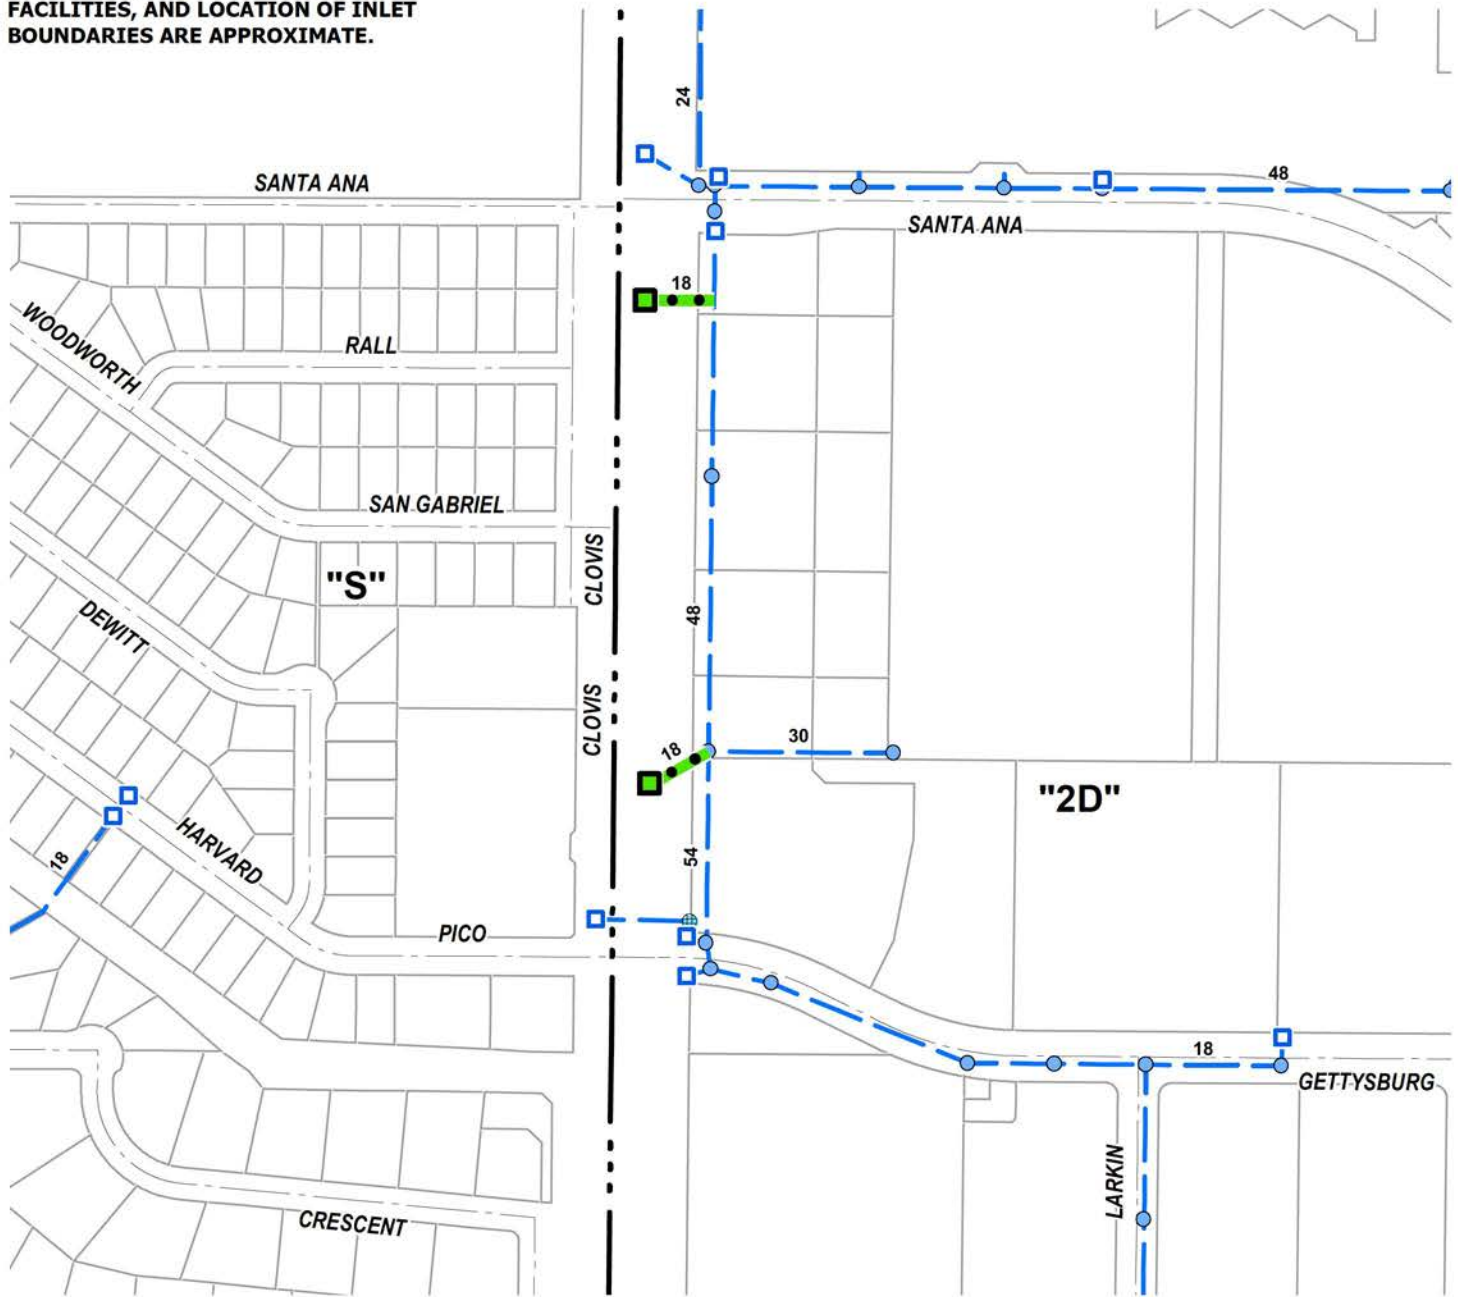 FACILITIES, AND LOCATION OF INLET
BOUNDARIES ARE APPROXIMATE.
24
SANTA ANA
48
SANTA ANA
18
WOODWORTH
RALL
SAN GABRIEL
CLOVIS
"S"
DEWITT
48
CLOVIS
18
30
"2D"
HARVARD
18
54
PICO
18
GETTYSBURG
LARKIN
CRESCENT